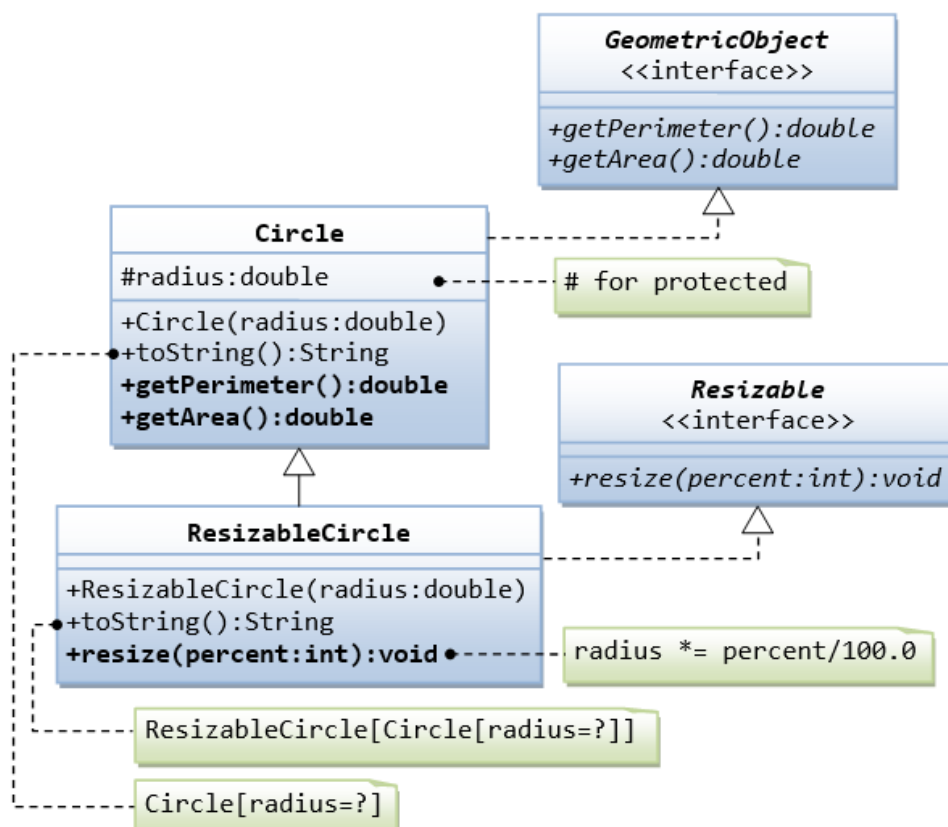 GeometricObject
<<interface>>
+getPerimeter():double
+getArea():double
Circle
#radius:double
# for protected
+Circle(radius:double)
+toString():String
+getPerimeter():double
+getArea():double
Resizable
<<interface>>
+resize(percent:int):void
ResizableCircle
+ResizableCircle(radius:double)
+toString():String
+resize(percent:int):void
radius *= percent/100.0
ResizableCircle[Circle[radius=?]]
Circle[radius=?]